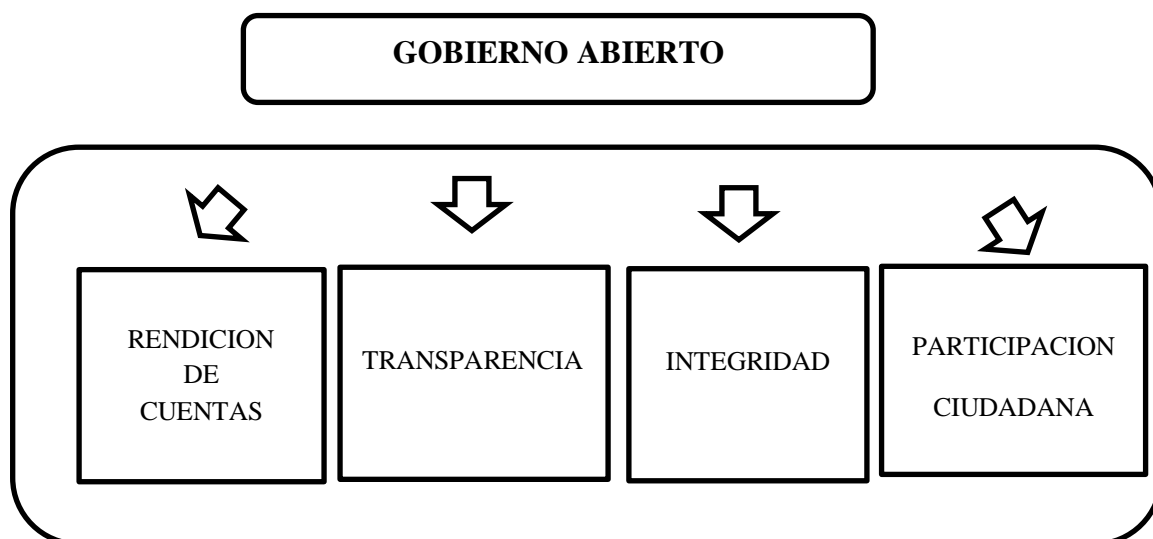 GOBIERNO ABIERTO
RENDICION
DE
CUENTAS
TRANSPARENCIA
INTEGRIDAD
PARTICIPACION
CIUDADANA